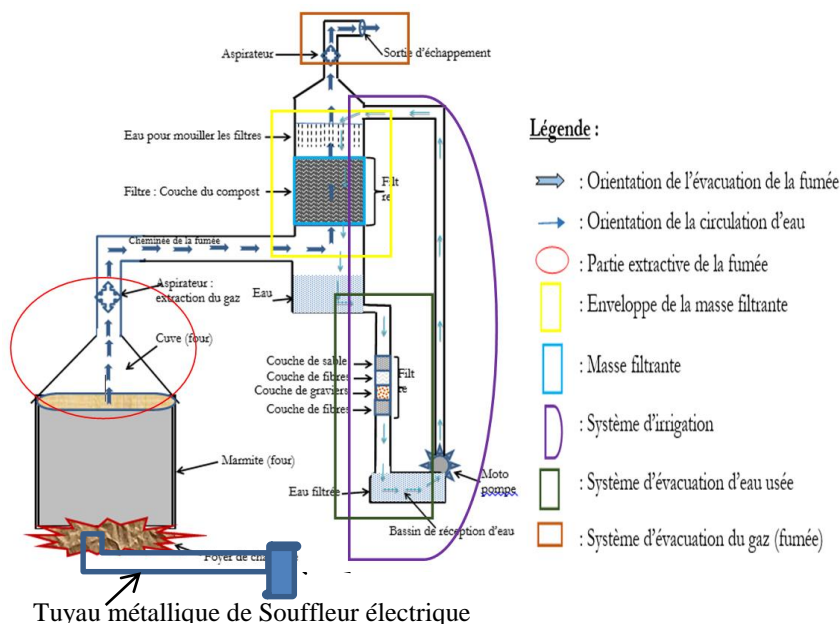 Aspirateur
Sortie d'échappement
Eau pour mouiller les filtres
Filtre : Couche du compost
Filt
re
Cheminée de la fumée
Aspirateur :
extraction du gaz
Eau
Cuve (four)
Couche de sable
Couche de fibres
Couche de graviers
Couche de fibres
Filt
re
Marmite (four)
Eau filtrée
Moto
pompe
Bassin de réception d'eau
Foyer de
Tuyau métallique de Souffleur électrique
Légende :
: Orientation de l'évacuation de la fumée
: Orientation de la circulation d'eau
: Partie extractive de la fumée
: Enveloppe de la masse filtrante
: Masse filtrante
: Système d'irrigation
: Système d'évacuation d'eau usée
: Système d'évacuation du gaz (fumée)